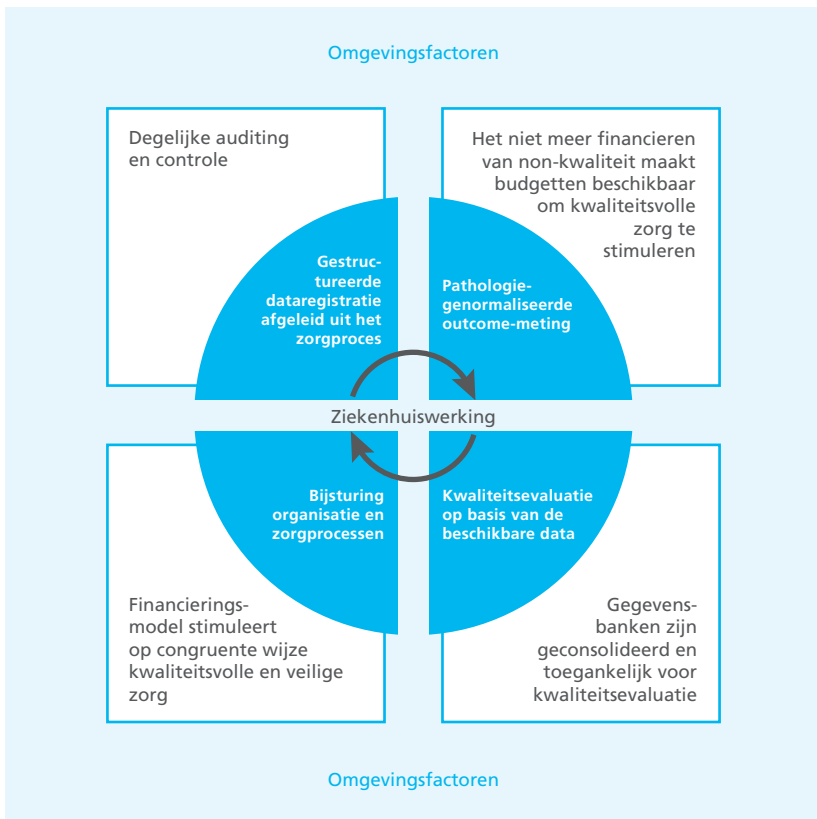 Omgevingsfactoren
Degelijke auditing
en controle
Het niet meer financieren
van non-kwaliteit maakt
budgetten beschikbaar
om kwaliteitsvolle
zorg te
stimuleren
Gestruc-
tureerde
dataregistratie
afgeleid uit het
zorgproces
Pathologie-
genormaliseerde
outcome-meting
Ziekenhuiswerking
Bijsturing
organisatie en
zorgprocessen
Kwaliteitsevaluatie
op basis van de
beschikbare data
Financierings-
model stimuleert
op congruente wijze
kwaliteitsvolle en veilige
zorg
Gegevens-
banken zijn
geconsolideerd en
toegankelijk voor
kwaliteitsevaluatie
Omgevingsfactoren